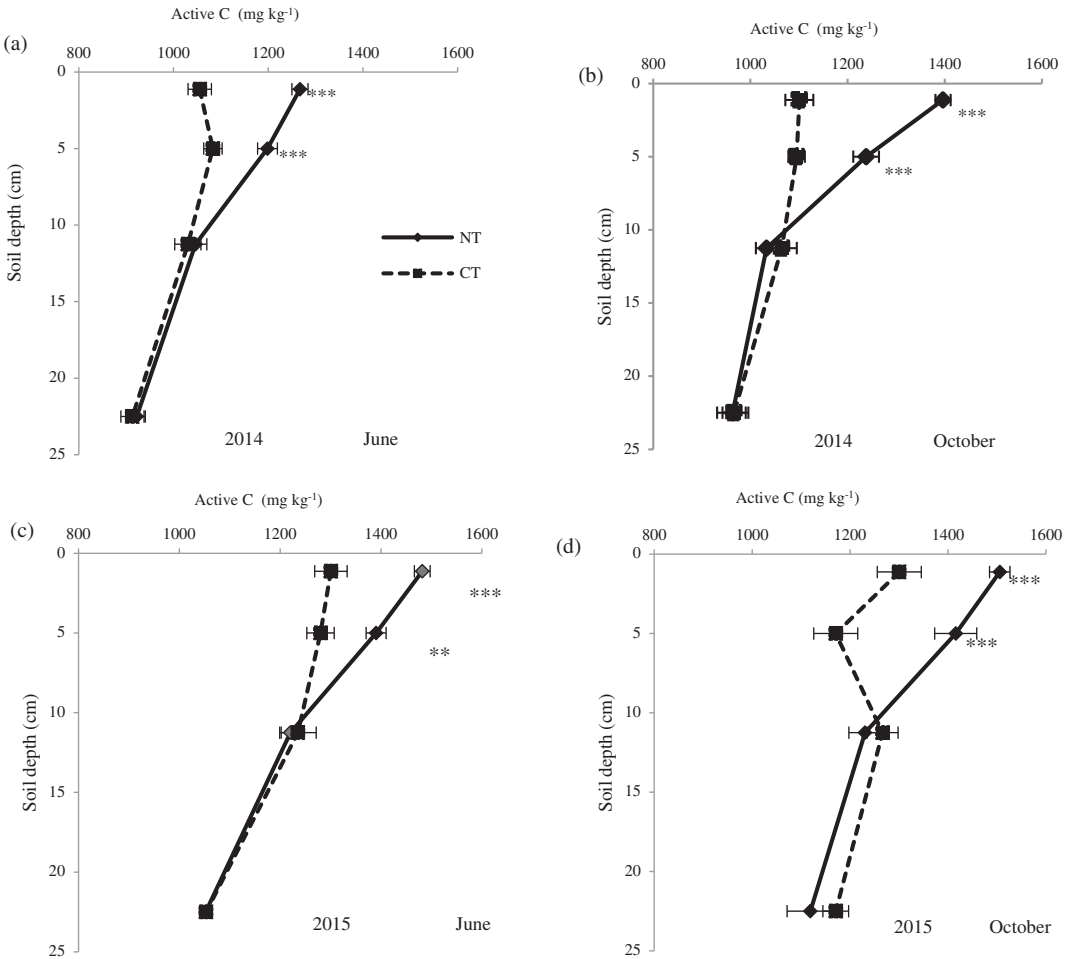 Active C (mg kg-1)
(a)
800 1000 1200 1400 1600
0
5
10
15
20
25
Soil depth (cm)
***
***
NT
CT
2014 June
Active C (mg kg-1)
(b)
800 1000 1200 1400 1600
0
5
10
15
20
25
Soil depth (cm)
***
***
2014 October
Active C (mg kg-1)
(c)
800 1000 1200 1400 1600
0
5
10
15
20
25
Soil depth (cm)
***
**
2015 June
Active C (mg kg-1)
(d)
800 1000 1200 1400 1600
0
5
10
15
20
25
Soil depth (cm)
***
***
2015 October